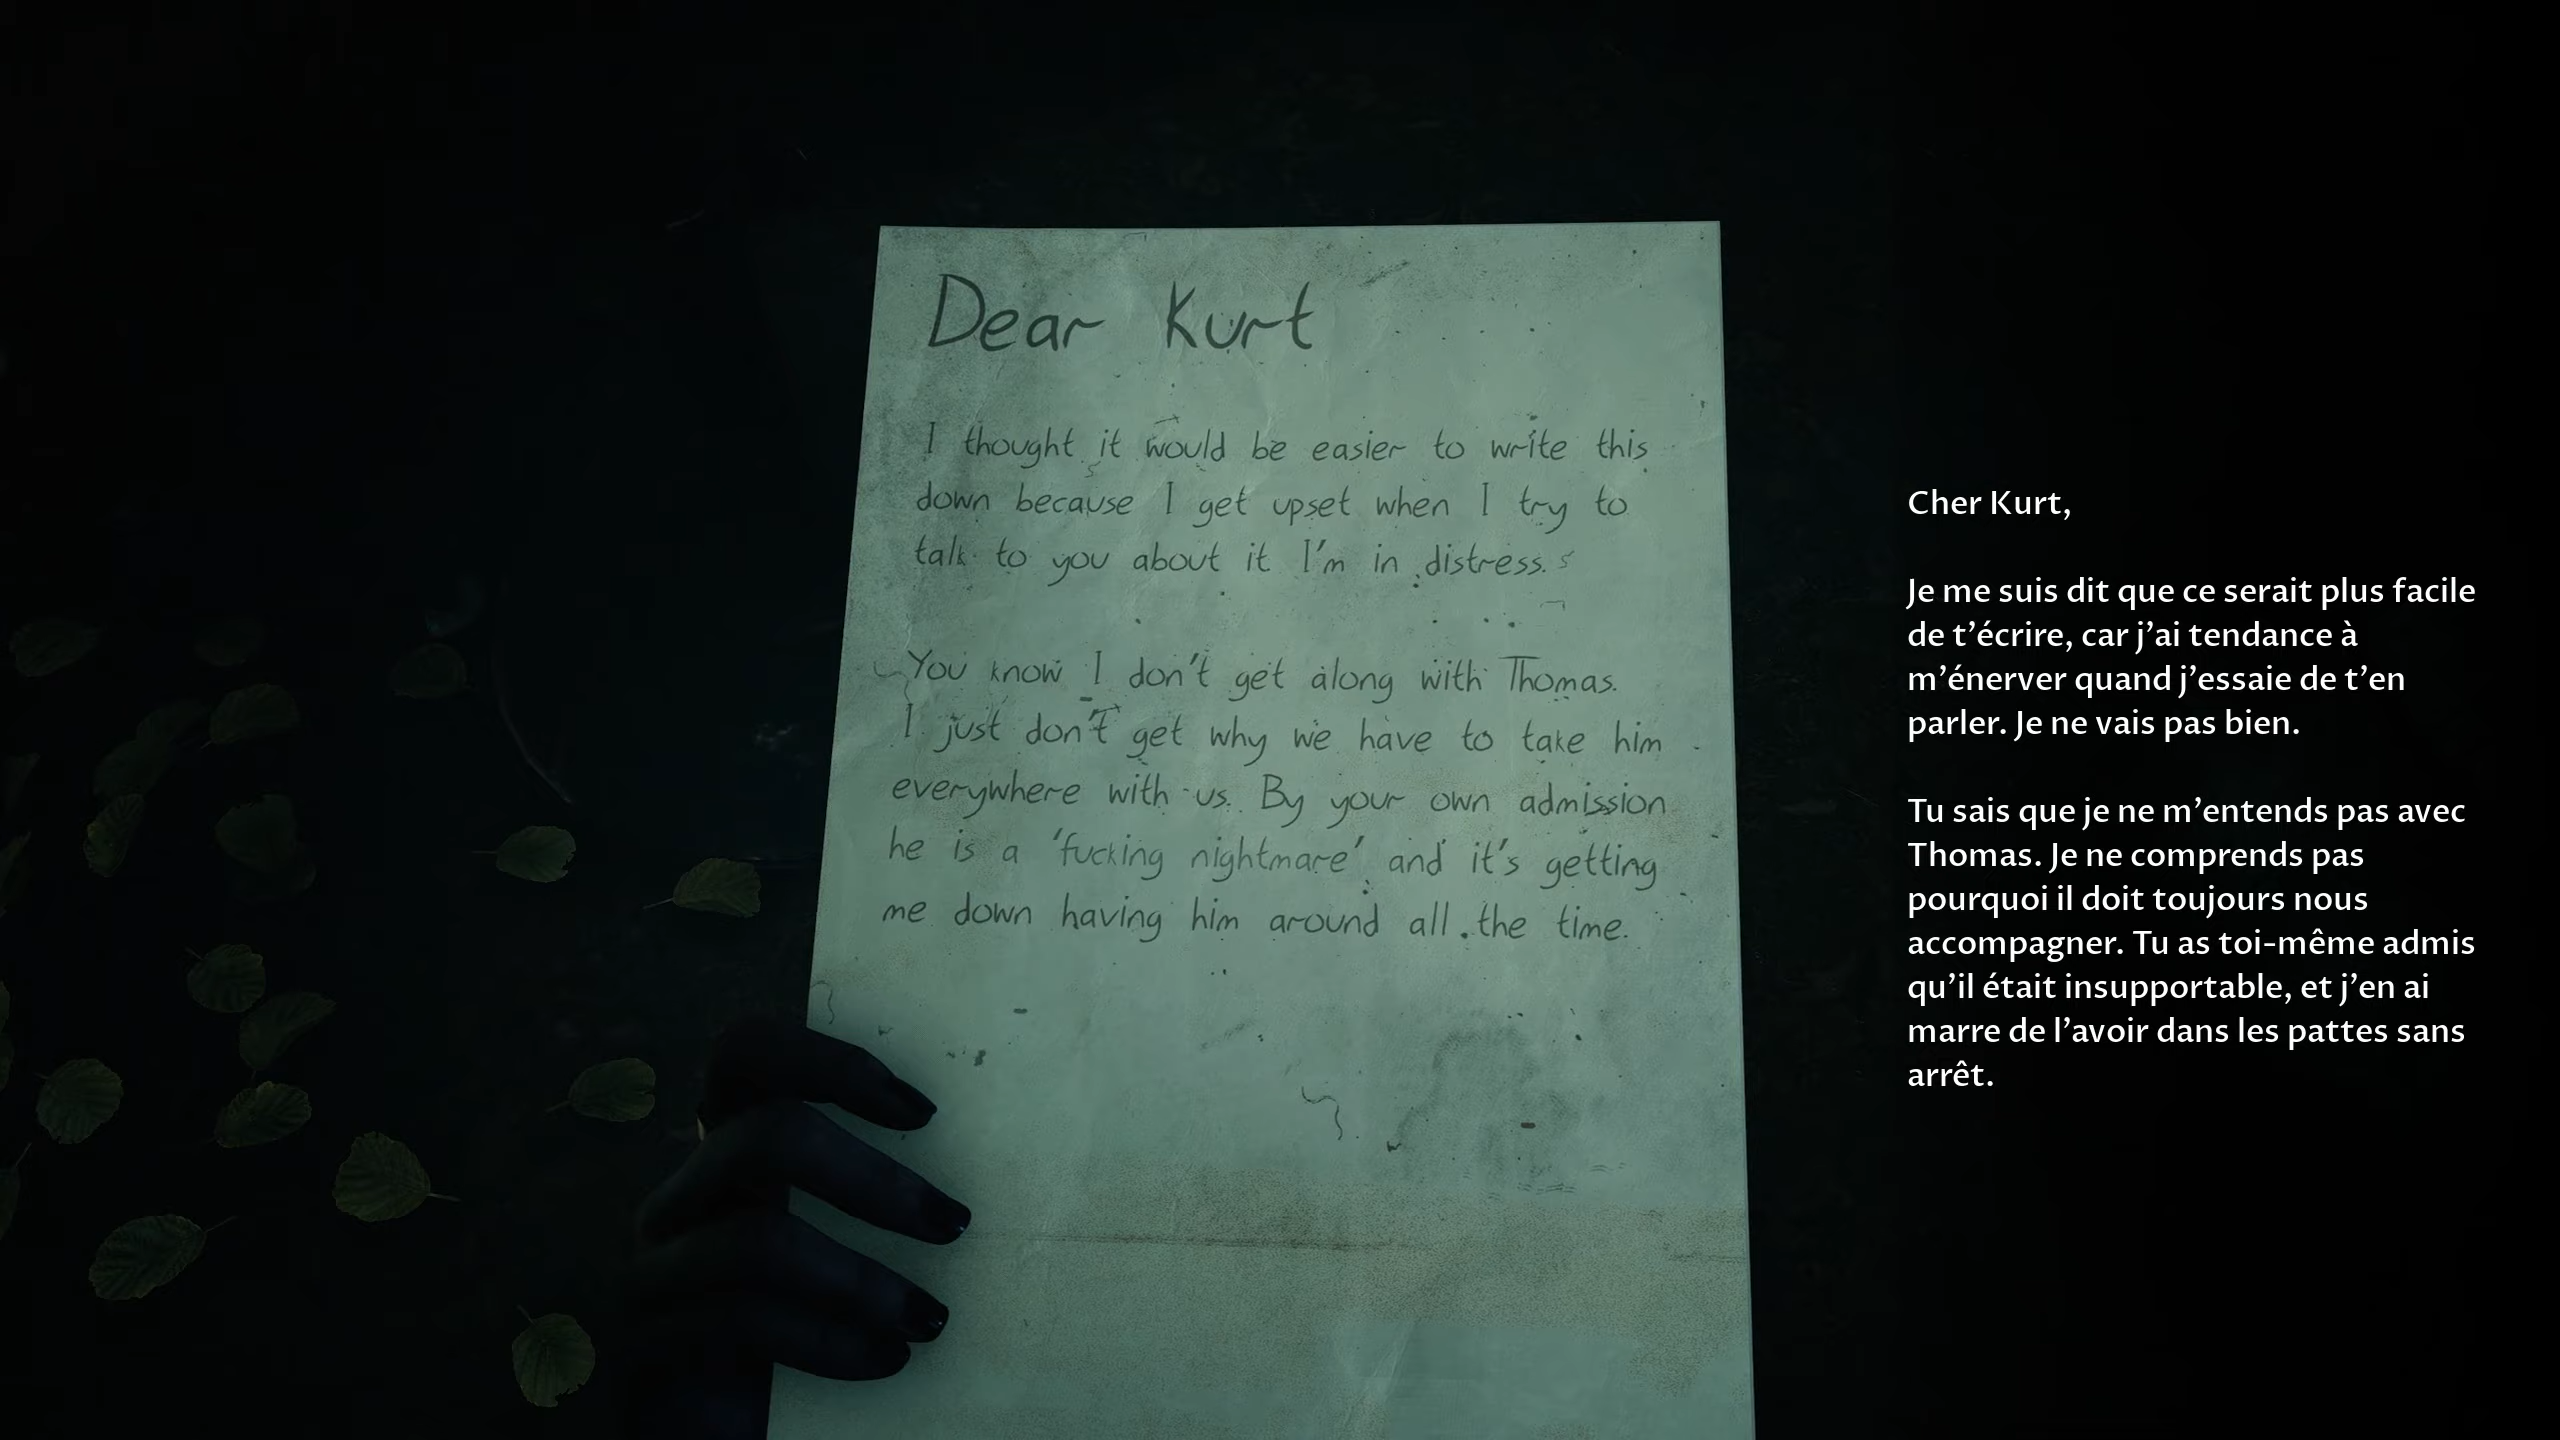 Dear Kurt
I thought it would be easier to write this
down because I get upset when I try to
talk to you about it I'm in distress.
You know I don't get along with Thomas.
I just don't get why we have to take him
everywhere with us. By your own admission
he is a 'fucking nightmare' and it's getting
me down having him around all the time.
Cher Kurt,
Je me suis dit que ce serait plus facile
de t'écrire, car j'ai tendance à
m'énerver quand j'essaie de t'en
parler. Je ne vais pas bien.
Tu sais que je ne m'entends pas avec
Thomas. Je ne comprends pas
pourquoi il doit toujours nous
accompagner. Tu as toi-même admis
qu'il était insupportable, et j'en ai
marre de l'avoir dans les pattes sans
arrêt.